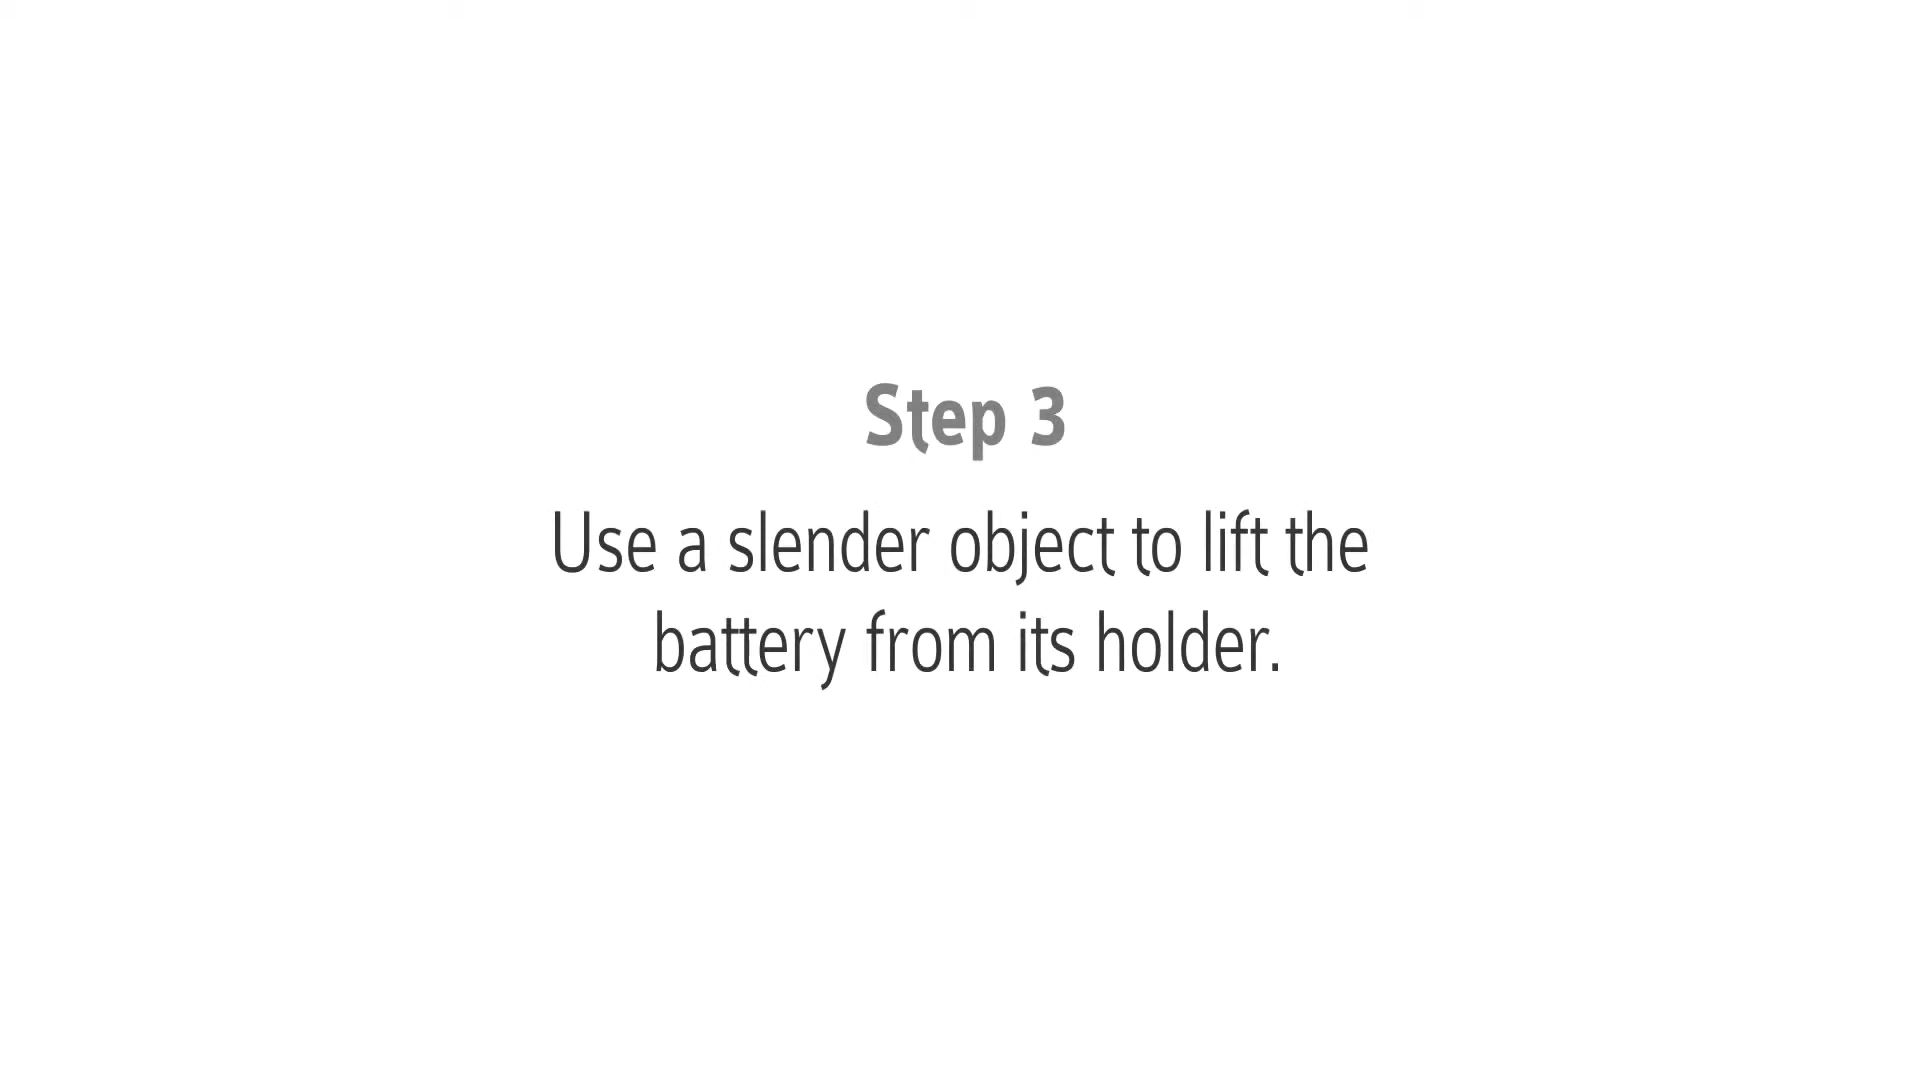 Step 3
Use a slender object to lift the
battery from its holder.